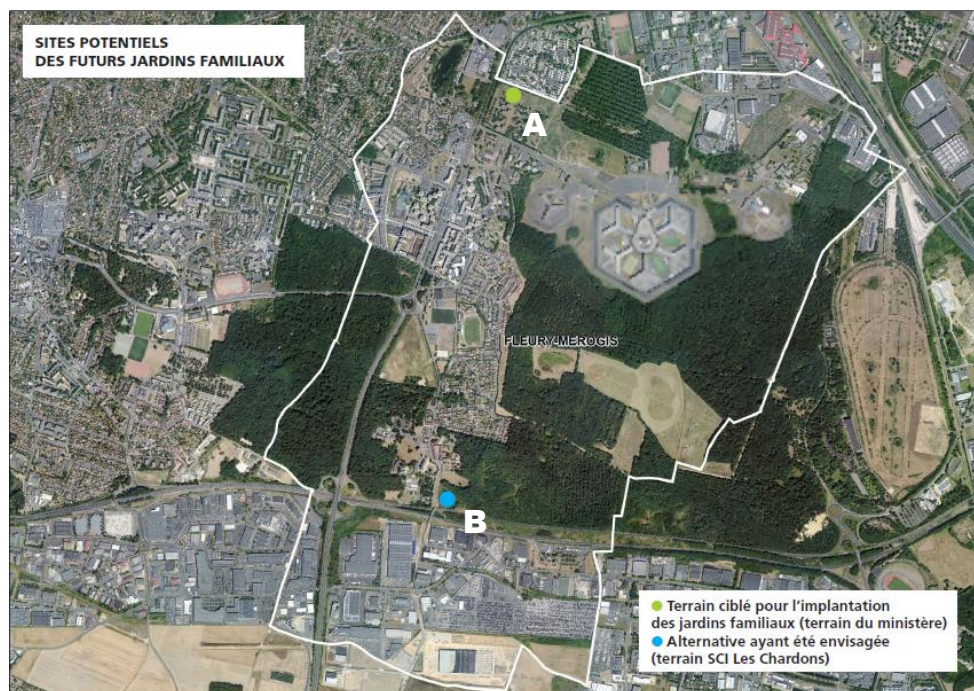 SITES POTENTIELS
DES FUTURS JARDINS FAMILIAUX
A
FLEURY-MEROGIS
B
Terrain ciblé pour l'implantation
des jardins familiaux (terrain du ministère)
Alternative ayant été envisagée
(terrain SCI Les Chardons)